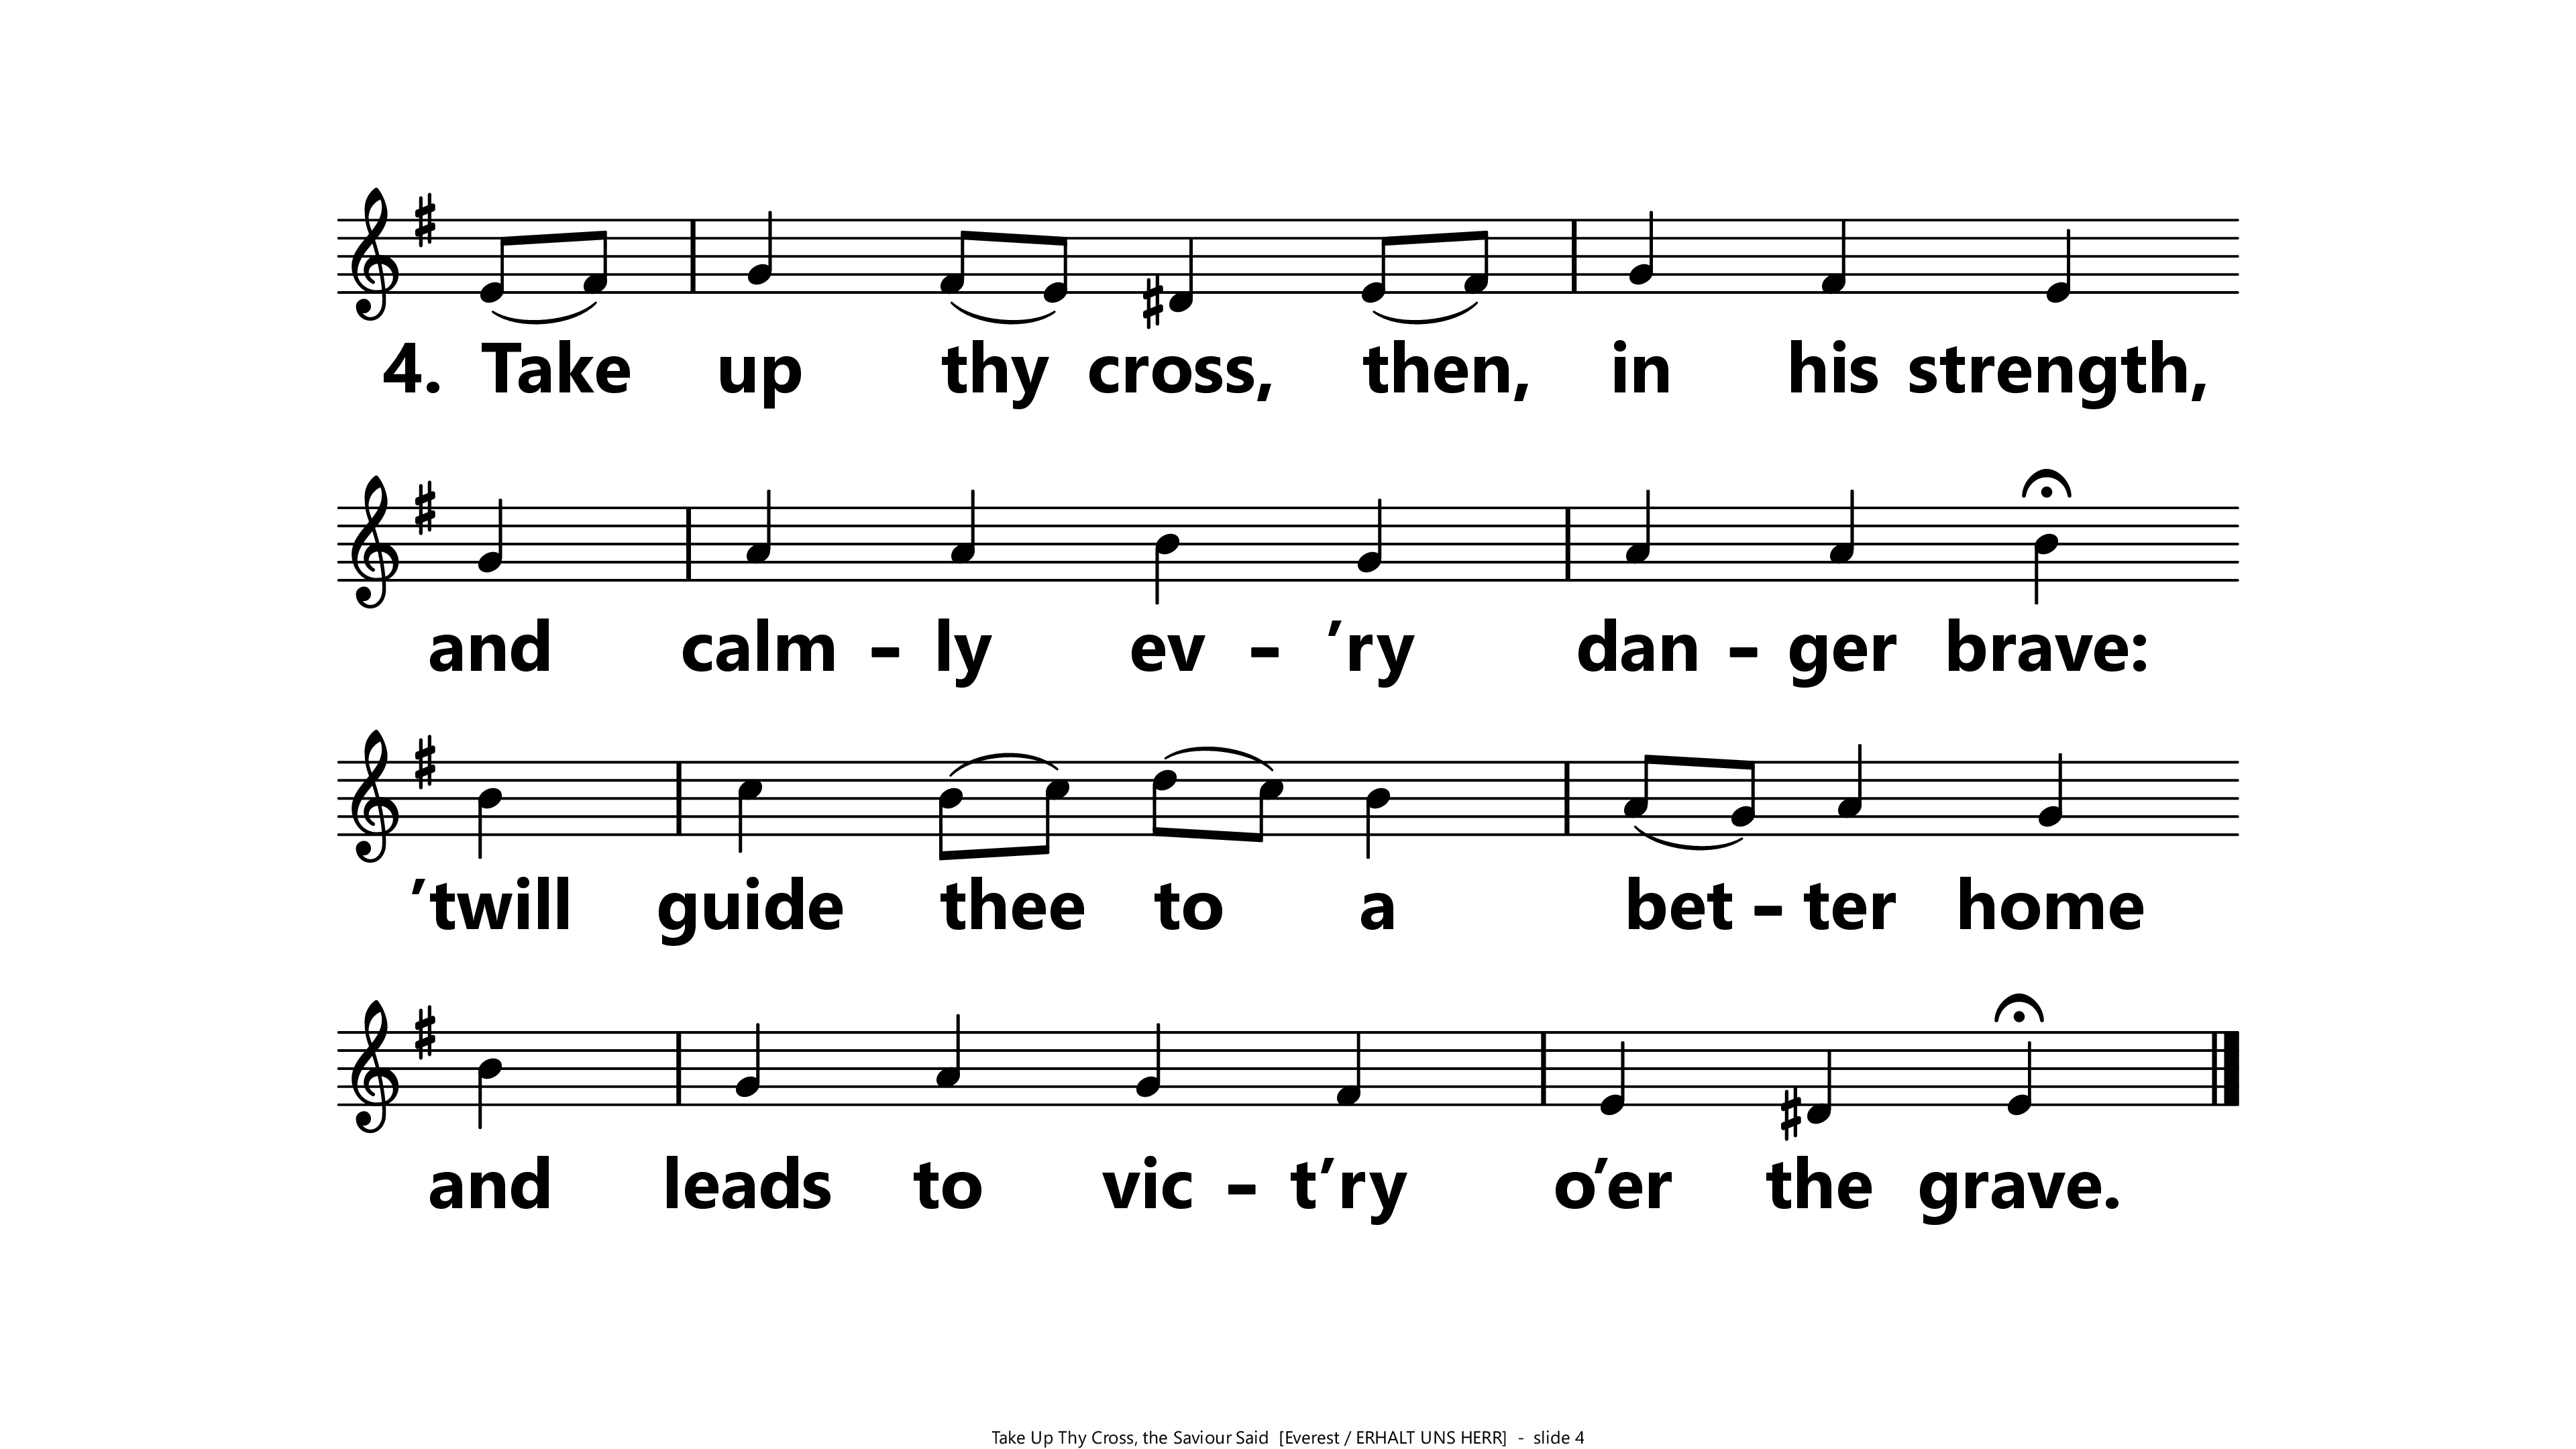 4. Take up thy cross, then, in his strength,
and calm – ly ev – ’ry dan – ger brave:
’twill guide thee to a bet – ter home
and leads to vic – t’ry o’er the grave.
Take Up Thy Cross, the Saviour Said [Everest / ERHALT UNS HERR] - slide 4